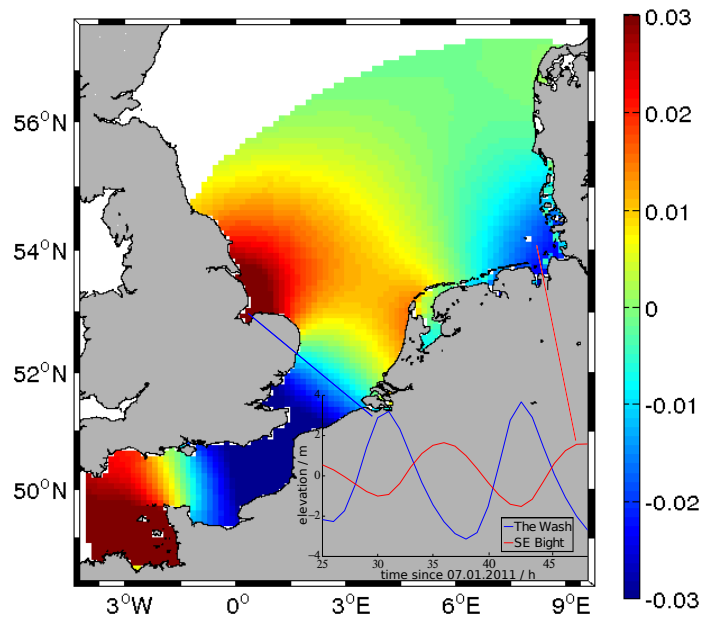 0.03
0.02
0.01
0
-0.01
-0.02
-0.03
56°N
54°N
52°N
50°N
3°W
0°
3°E
6°E
9°E
4
2
0
−2
−4
elevation / m
25
30
35
40
45
time since 07.01.2011 / h
The Wash
SE Bight